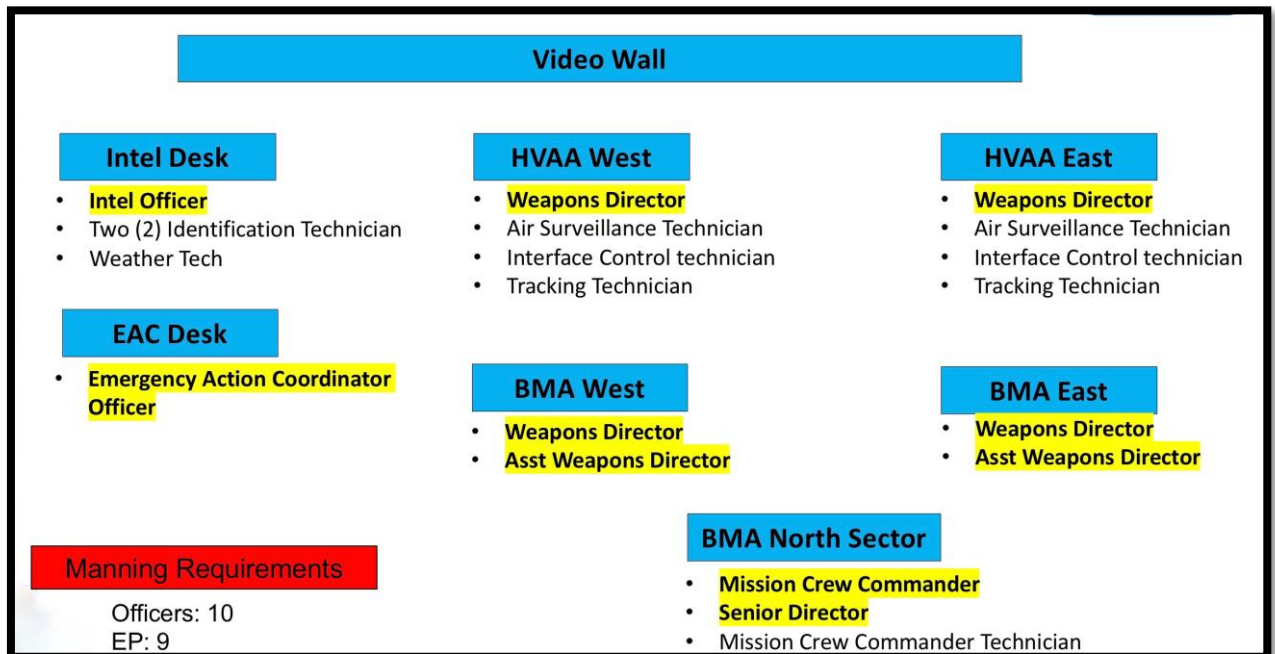 Video Wall
Intel Desk
• Intel Officer
• Two (2) Identification Technician
• Weather Tech
EAC Desk
• Emergency Action Coordinator
Officer
HVAA West
• Weapons Director
• Air Surveillance Technician
• Interface Control technician
• Tracking Technician
HVAA East
• Weapons Director
• Air Surveillance Technician
• Interface Control technician
• Tracking Technician
BMA West
• Weapons Director
• Asst Weapons Director
BMA East
• Weapons Director
• Asst Weapons Director
BMA North Sector
• Mission Crew Commander
• Senior Director
• Mission Crew Commander Technician
Manning Requirements
Officers: 10
EP: 9